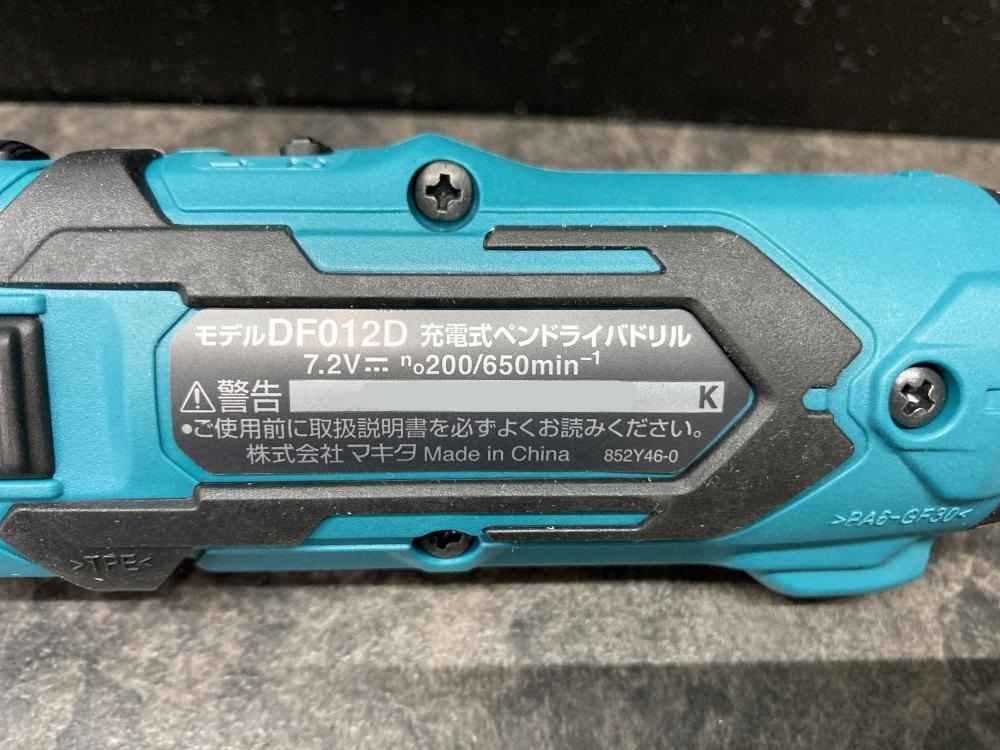 モデルDF012D 充電式ペンドライバドリル
7.2V⎓ n₀200/650min⁻¹
⚠警告 K
•ご使用前に取扱説明書を必ずよくお読みください。
株式会社マキタ Made in China 852Y46-0
>PA6-GF30<
>TPE<